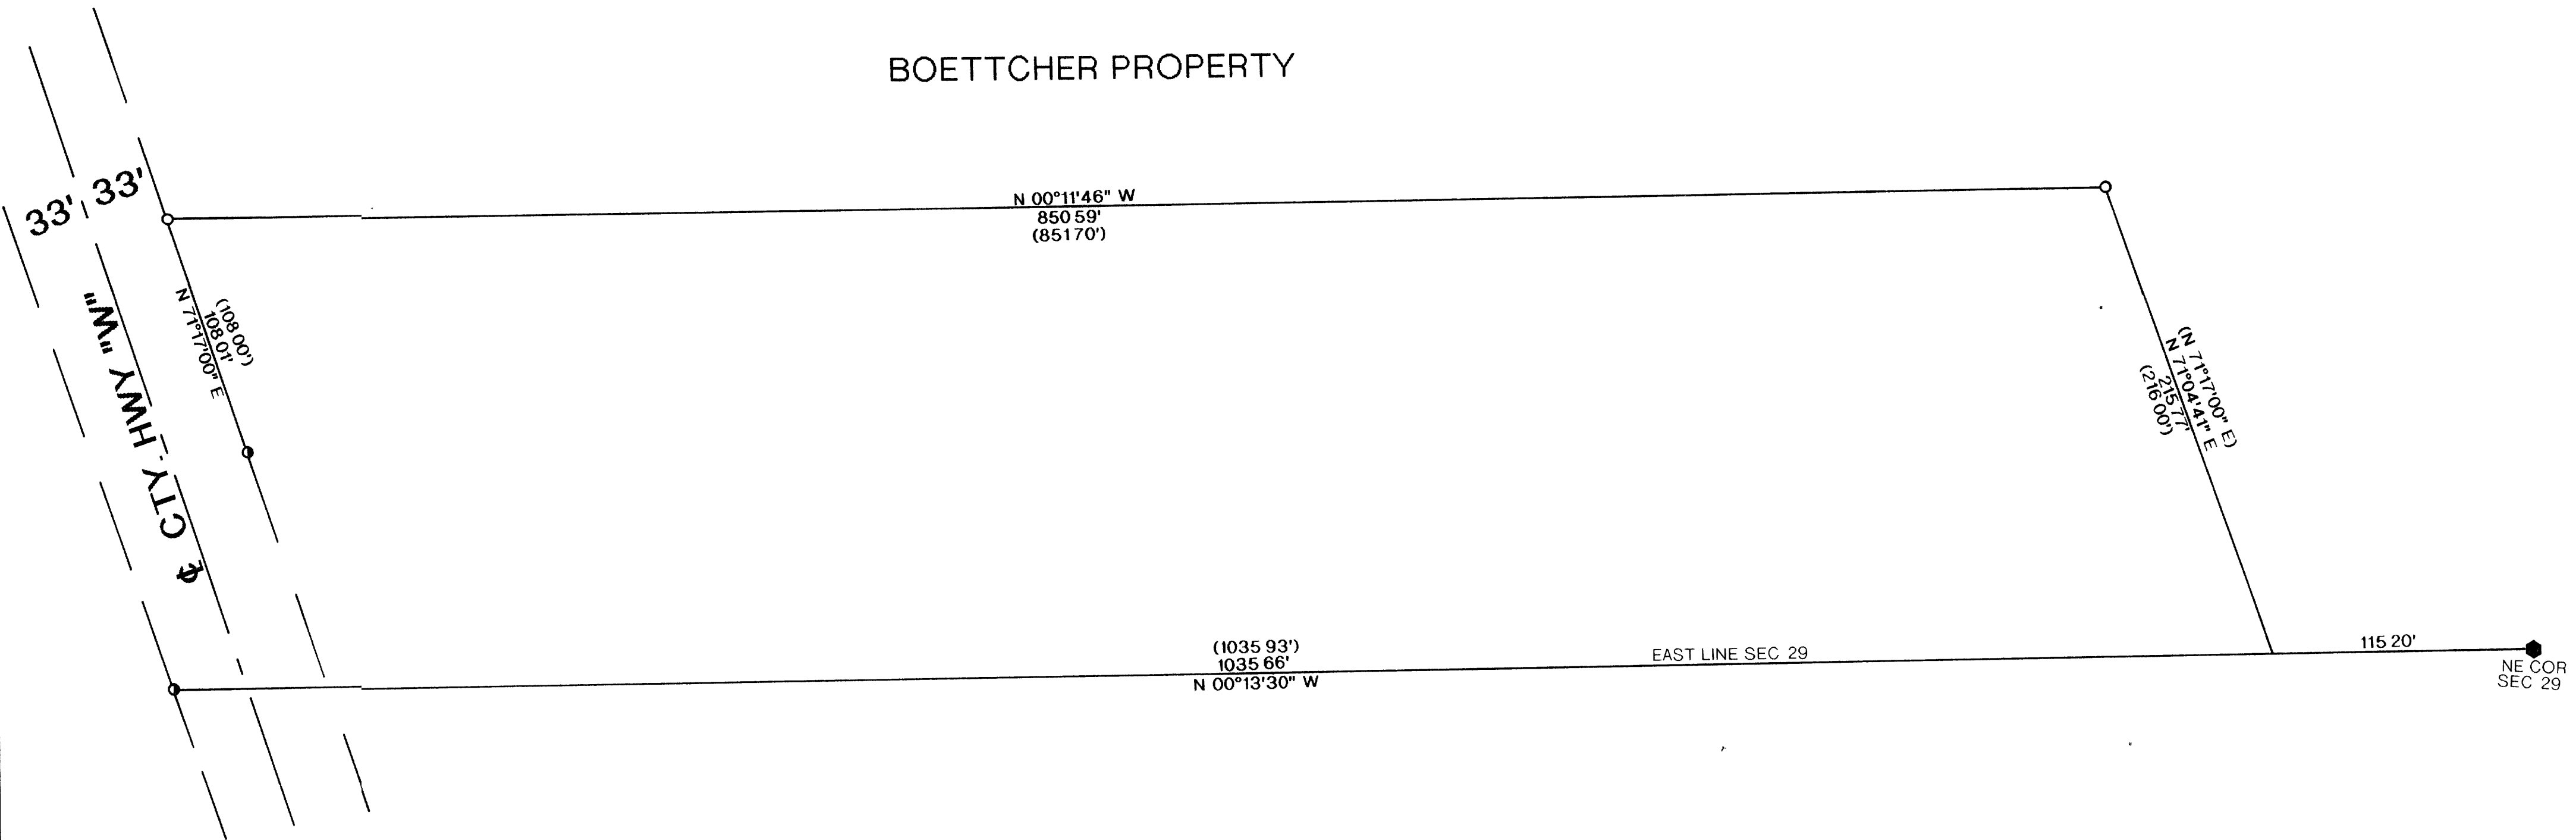 BOETTCHER PROPERTY
33' 33'
N 00°11'46" W
850 59'
(851 70')
(108 00')
108 01'
N 71°17'00" E
℄ CTY. HWY "W"
(N 71°17'00" E)
N 71°04'41" E
215 77'
(216 00')
(1035 93')
1035 66'
N 00°13'30" W
EAST LINE SEC 29
115 20'
NE COR
SEC 29